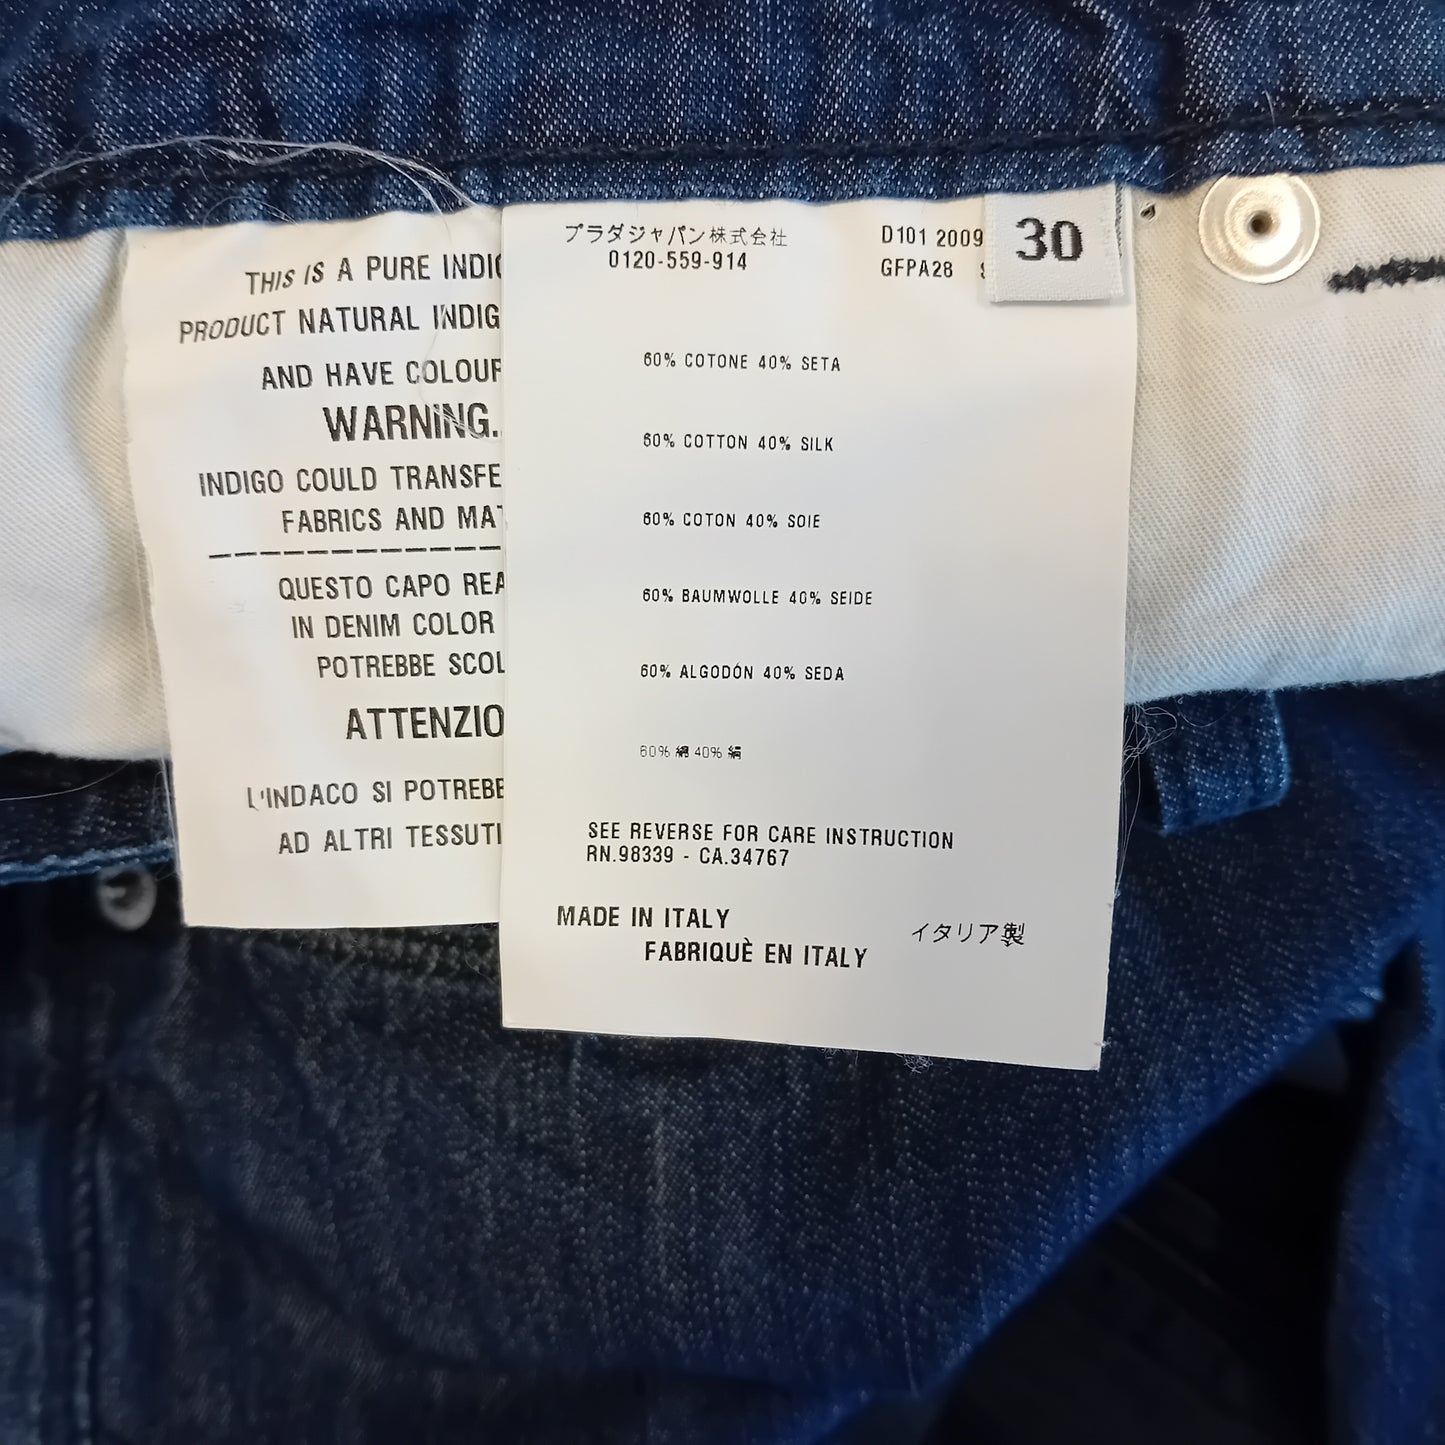 THIS IS A PURE INDIG
PRODUCT NATURAL INDIG
AND HAVE COLOUR
WARNING.
INDIGO COULD TRANSFE
FABRICS AND MAT
QUESTO CAPO REA
IN DENIM COLOR
POTREBBE SCOL
ATTENZIO
L'INDACO SI POTREBB
AD ALTRI TESSUTI
プラダジャパン株式会社
0120-559-914
D101 2009
GFPA28
30
60% COTONE 40% SETA
60% COTTON 40% SILK
60% COTON 40% SOIE
60% BAUMWOLLE 40% SEIDE
60% ALGODÓN 40% SEDA
60% 綿 40% 絹
SEE REVERSE FOR CARE INSTRUCTION
RN.98339 - CA.34767
MADE IN ITALY
FABRIQUÈ EN ITALY
イタリア製